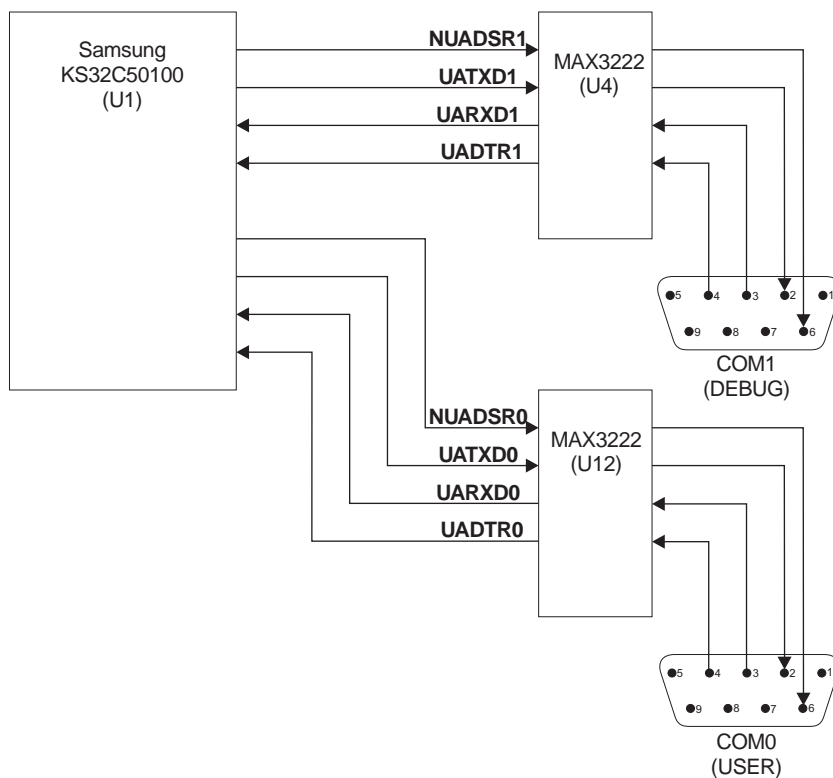 Samsung
KS32C50100
(U1)
NUADSR1
UATXD1
UARXD1
UADTR1
MAX3222
(U4)
5 4 3 2 1
9 8 7 6
COM1
(DEBUG)
NUADSR0
UATXD0
UARXD0
UADTR0
MAX3222
(U12)
5 4 3 2 1
9 8 7 6
COM0
(USER)